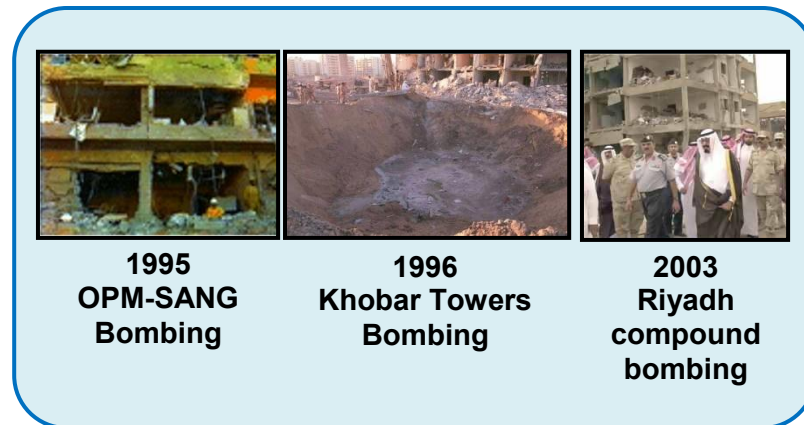 1995
OPM-SANG
Bombing
1996
Khobar Towers
Bombing
2003
Riyadh
compound
bombing